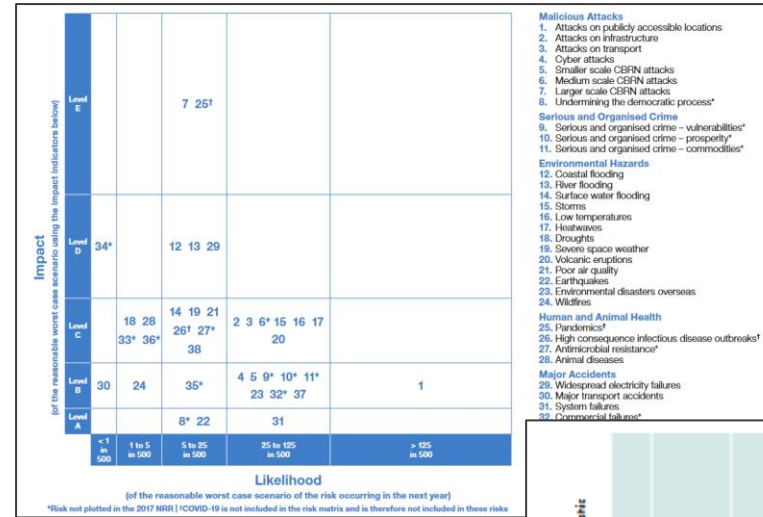 Impact
(of the reasonable worst case scenario using the impact indicators below)
Level E
7 25†
Level D
34*
12 13 29
Level C
18 28
33* 36*
14 19 21
26† 27*
38
2 3 6* 15 16 17
20
Level B
30
24
35*
4 5 9* 10* 11*
23 32* 37
1
Level A
8* 22
31
< 1 in 500
1 to 5 in 500
5 to 25 in 500
25 to 125 in 500
> 125 in 500
Likelihood
(of the reasonable worst case scenario of the risk occurring in the next year)
*Risk not plotted in the 2017 NRR | †COVID-19 is not included in the risk matrix and is therefore not included in these risks
Malicious Attacks
1. Attacks on publicly accessible locations
2. Attacks on infrastructure
3. Attacks on transport
4. Cyber attacks
5. Smaller scale CBRN attacks
6. Medium scale CBRN attacks
7. Larger scale CBRN attacks
8. Undermining the democratic process*
Serious and Organised Crime
9. Serious and organised crime – vulnerabilities*
10. Serious and organised crime – prosperity*
11. Serious and organised crime – commodities*
Environmental Hazards
12. Coastal flooding
13. River flooding
14. Surface water flooding
15. Storms
16. Low temperatures
17. Heatwaves
18. Droughts
19. Severe space weather
20. Volcanic eruptions
21. Poor air quality
22. Earthquakes
23. Environmental disasters overseas
24. Wildfires
Human and Animal Health
25. Pandemics†
26. High consequence infectious disease outbreaks†
27. Antimicrobial resistance*
28. Animal diseases
Major Accidents
29. Widespread electricity failures
30. Major transport accidents
31. System failures
32. Commercial failures*